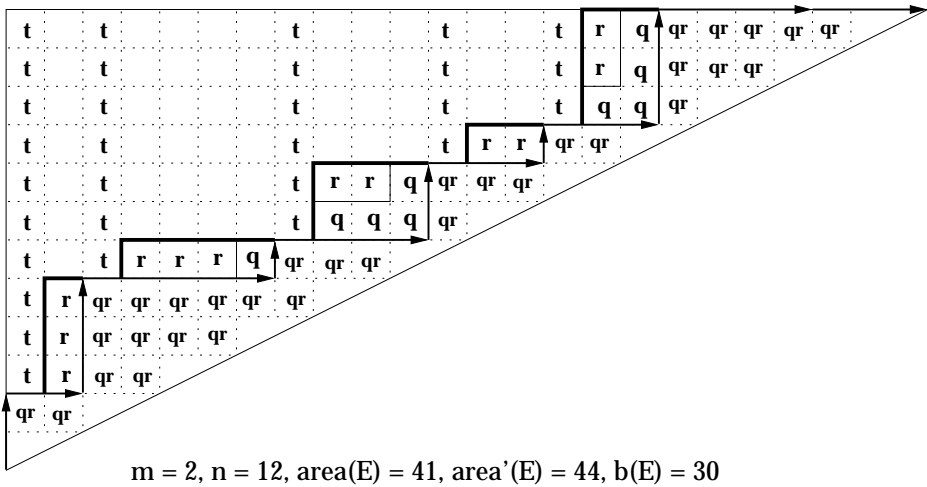 t t t t t r q qr qr qr qr qr
t t t t t r q qr qr qr
t t t t t q q qr
t t t t r r qr qr
t t t r r q qr qr qr
t t t q q q qr
t t r r r q qr qr qr
t r qr qr qr qr qr qr
t r qr qr qr qr
t r qr qr
qr qr
m = 2, n = 12, area(E) = 41, area'(E) = 44, b(E) = 30